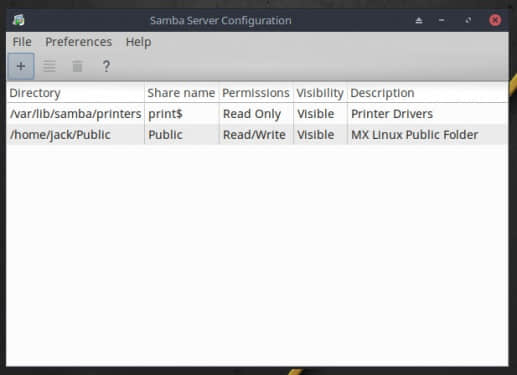 Samba Server Configuration
File Preferences Help
Directory Share name Permissions Visibility Description
/var/lib/samba/printers print$ Read Only Visible Printer Drivers
/home/jack/Public Public Read/Write Visible MX Linux Public Folder